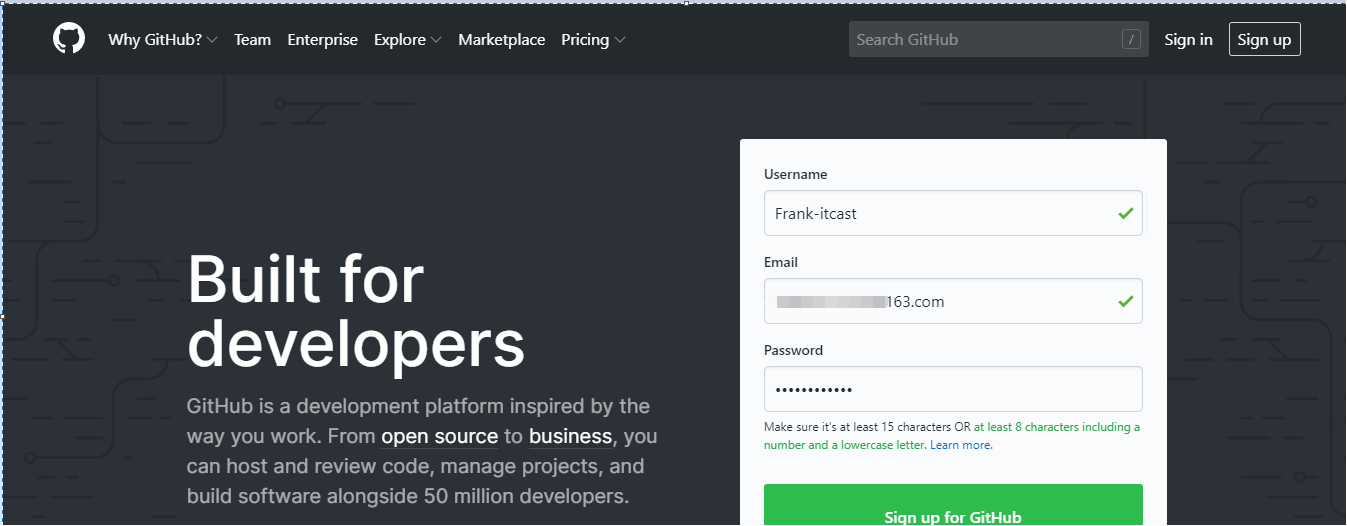 Why GitHub? Team Enterprise Explore Marketplace Pricing Search GitHub / Sign in Sign up
Built for
developers
GitHub is a development platform inspired by the
way you work. From open source to business, you
can host and review code, manage projects, and
build software alongside 50 million developers.
Username
Frank-itcast
Email
163.com
Password
••••••••••••
Make sure it's at least 15 characters OR at least 8 characters including a
number and a lowercase letter. Learn more.
Sign up for GitHub